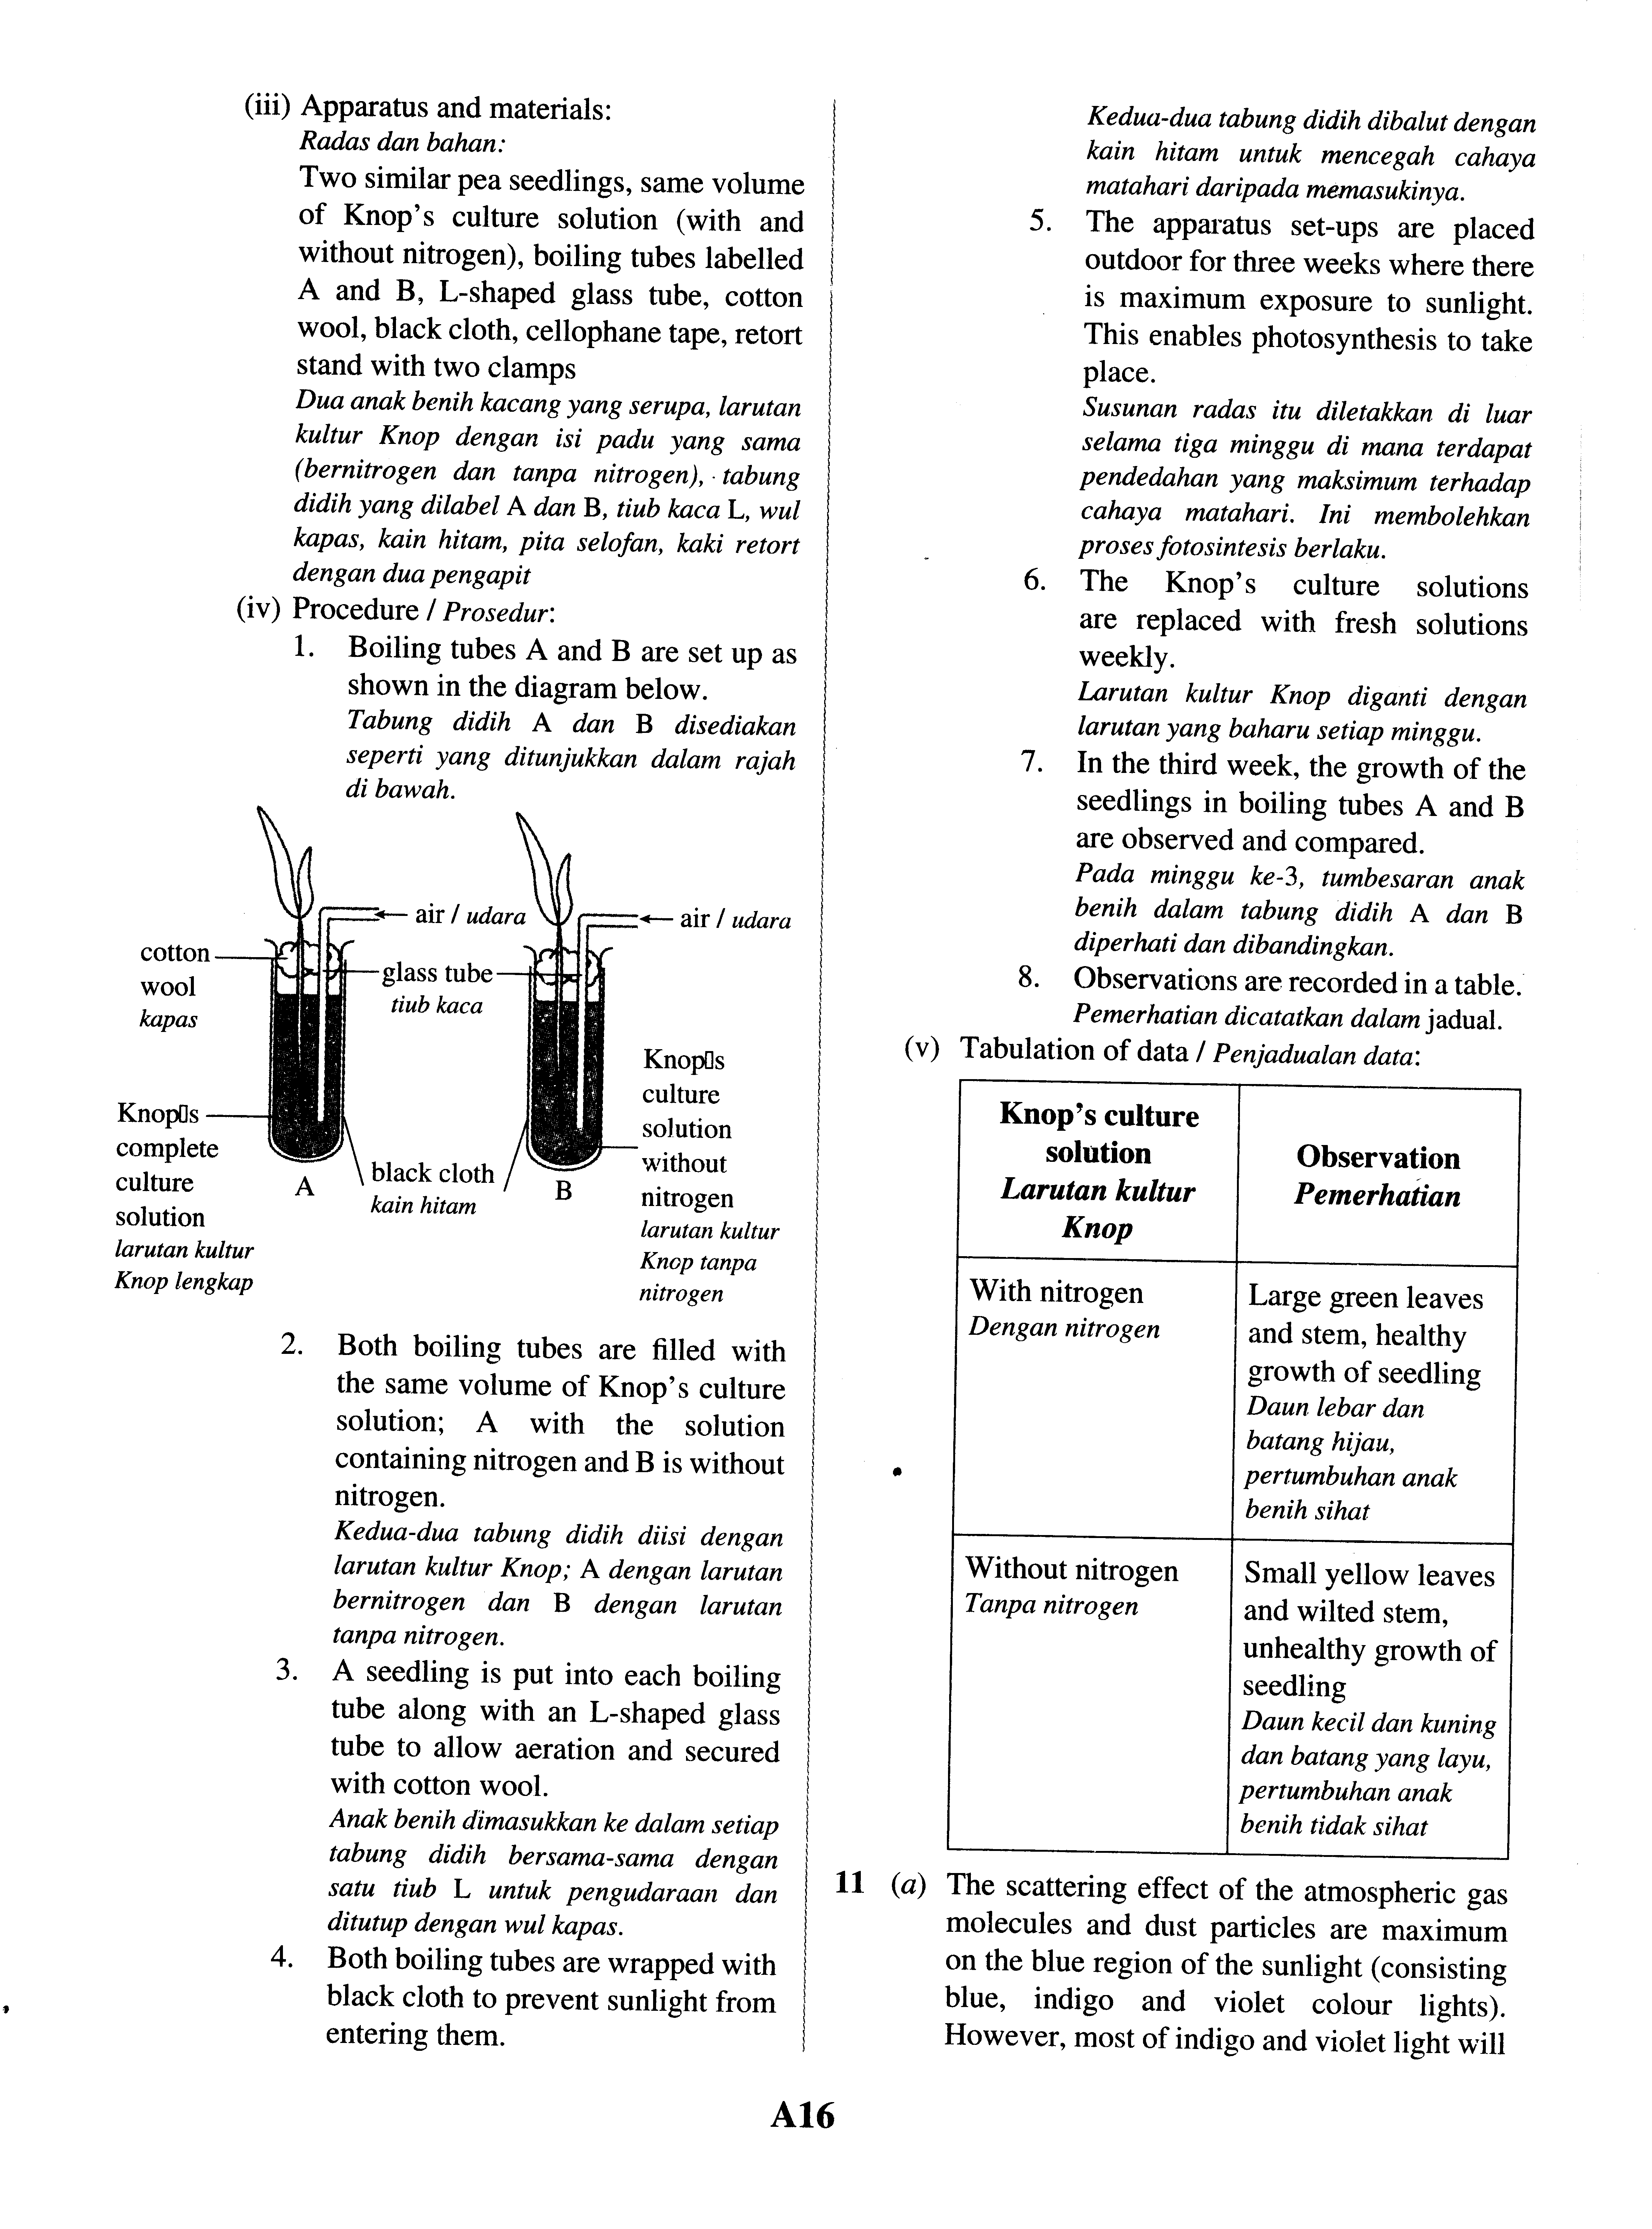 (iii) Apparatus and materials:
Radas dan bahan:
Two similar pea seedlings, same volume
of Knop's culture solution (with and
without nitrogen), boiling tubes labelled
A and B, L-shaped glass tube, cotton
wool, black cloth, cellophane tape, retort
stand with two clamps
Dua anak benih kacang yang serupa, larutan
kultur Knop dengan isi padu yang sama
(bernitrogen dan tanpa nitrogen), tabung
didih yang dilabel A dan B, tiub kaca L, wul
kapas, kain hitam, pita selofan, kaki retort
dengan dua pengapit
(iv) Procedure / Prosedur:
1. Boiling tubes A and B are set up as
shown in the diagram below.
Tabung didih A dan B disediakan
seperti yang ditunjukkan dalam rajah
di bawah.
air / udara
air / udara
cotton
wool
kapas
glass tube
tiub kaca
Knop▯s
complete
culture
solution
larutan kultur
Knop lengkap
A
black cloth
kain hitam
B
Knop▯s
culture
solution
without
nitrogen
larutan kultur
Knop tanpa
nitrogen
2. Both boiling tubes are filled with
the same volume of Knop's culture
solution; A with the solution
containing nitrogen and B is without
nitrogen.
Kedua-dua tabung didih diisi dengan
larutan kultur Knop; A dengan larutan
bernitrogen dan B dengan larutan
tanpa nitrogen.
3. A seedling is put into each boiling
tube along with an L-shaped glass
tube to allow aeration and secured
with cotton wool.
Anak benih dimasukkan ke dalam setiap
tabung didih bersama-sama dengan
satu tiub L untuk pengudaraan dan
ditutup dengan wul kapas.
4. Both boiling tubes are wrapped with
black cloth to prevent sunlight from
entering them.
Kedua-dua tabung didih dibalut dengan
kain hitam untuk mencegah cahaya
matahari daripada memasukinya.
5. The apparatus set-ups are placed
outdoor for three weeks where there
is maximum exposure to sunlight.
This enables photosynthesis to take
place.
Susunan radas itu diletakkan di luar
selama tiga minggu di mana terdapat
pendedahan yang maksimum terhadap
cahaya matahari. Ini membolehkan
proses fotosintesis berlaku.
6. The Knop's culture solutions
are replaced with fresh solutions
weekly.
Larutan kultur Knop diganti dengan
larutan yang baharu setiap minggu.
7. In the third week, the growth of the
seedlings in boiling tubes A and B
are observed and compared.
Pada minggu ke-3, tumbesaran anak
benih dalam tabung didih A dan B
diperhati dan dibandingkan.
8. Observations are recorded in a table.
Pemerhatian dicatatkan dalam jadual.
(v) Tabulation of data / Penjadualan data:
Knop's culture
solution
Larutan kultur
Knop
Observation
Pemerhatian
With nitrogen
Dengan nitrogen
Large green leaves
and stem, healthy
growth of seedling
Daun lebar dan
batang hijau,
pertumbuhan anak
benih sihat
Without nitrogen
Tanpa nitrogen
Small yellow leaves
and wilted stem,
unhealthy growth of
seedling
Daun kecil dan kuning
dan batang yang layu,
pertumbuhan anak
benih tidak sihat
11 (a) The scattering effect of the atmospheric gas
molecules and dust particles are maximum
on the blue region of the sunlight (consisting
blue, indigo and violet colour lights).
However, most of indigo and violet light will
A16